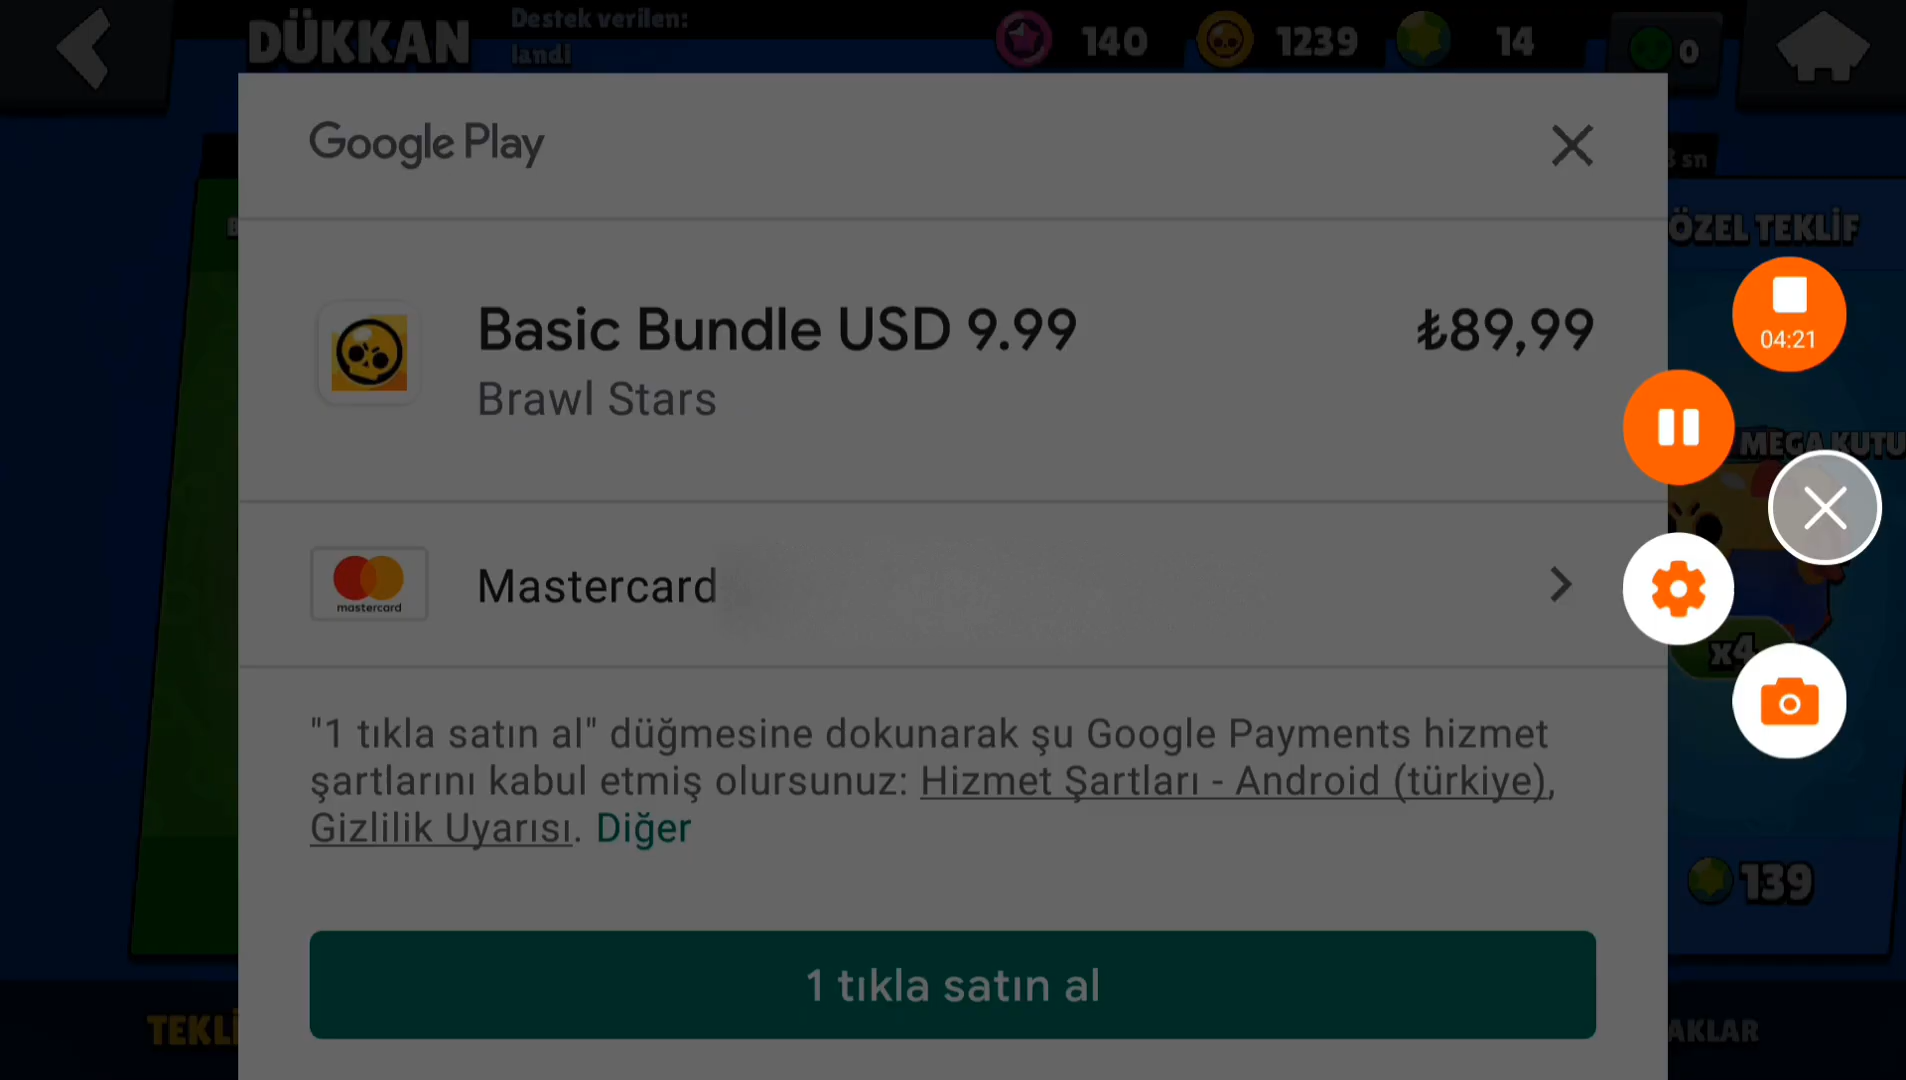 DÜKKAN
Destek verilen:
landi
140
1239
14
0
Google Play
sn
ÖZEL TEKLİF
Basic Bundle USD 9.99
₺89,99
Brawl Stars
04:21
MEGA KUTU
mastercard
Mastercard
x4
"1 tıkla satın al" düğmesine dokunarak şu Google Payments hizmet
şartlarını kabul etmiş olursunuz: Hizmet Şartları - Android (türkiye),
Gizlilik Uyarısı. Diğer
139
1 tıkla satın al
TEKLİ
AKLAR